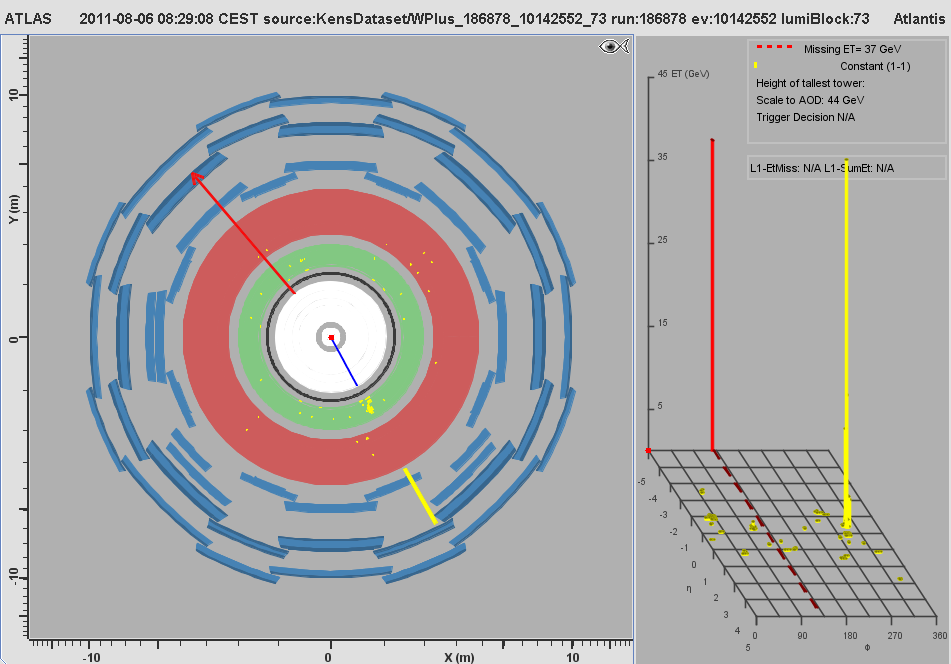 ATLAS 2011-08-06 08:29:08 CEST source:KensDataset/WPlus_186878_10142552_73 run:186878 ev:10142552 lumiBlock:73 Atlantis
Missing ET= 37 GeV
Constant (1-1)
Height of tallest tower:
Scale to AOD: 44 GeV
Trigger Decision N/A
L1-EtMiss: N/A L1-SumEt: N/A
45 ET (GeV)
35
25
15
5
10
Y (m)
0
-10
-10 0 X (m) 10
-5
-4
-3
-2
-1
0
η 1
2
3
4
5
0 90 180 270 360
Φ